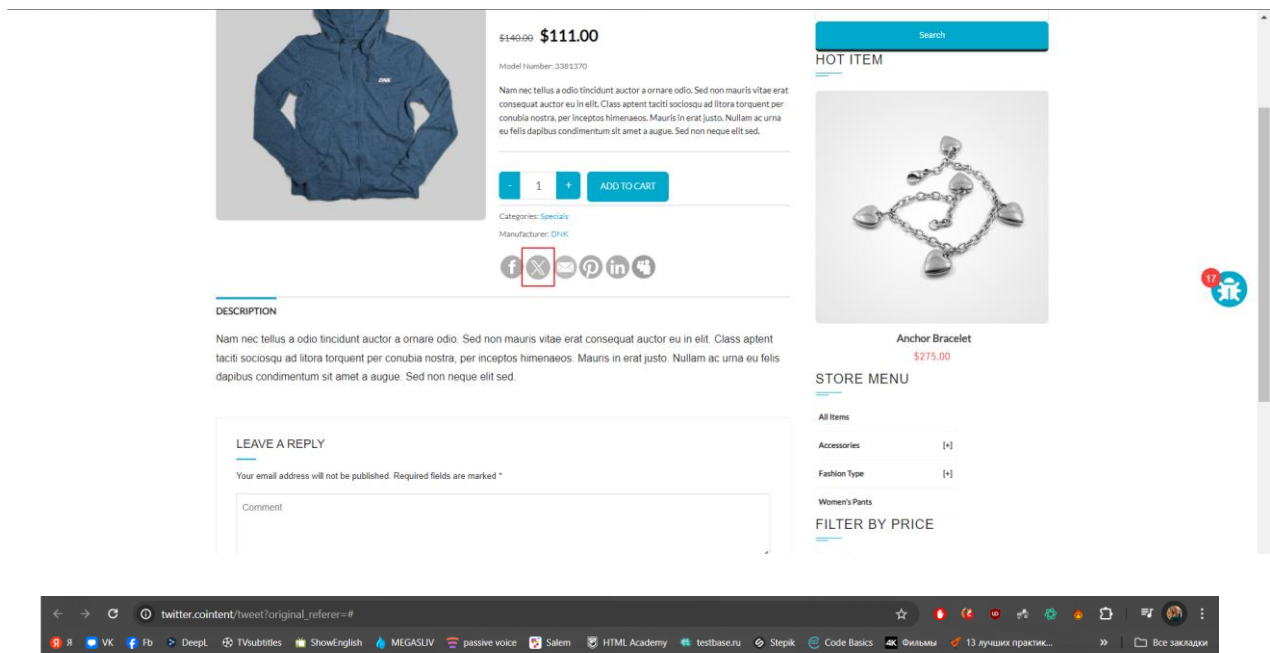 $140.00 $111.00
Model Number: 3381370
Nam nec tellus a odio tincidunt auctor a ornare odio. Sed non mauris vitae erat
consequat auctor eu in elit. Class aptent taciti sociosqu ad litora torquent per
conubia nostra, per inceptos himenaeos. Mauris in erat justo. Nullam ac urna
eu felis dapibus condimentum sit amet a augue. Sed non neque elit sed.
- 1 + ADD TO CART
Categories: Specials
Manufacturer: DNK
DNK
DESCRIPTION
Nam nec tellus a odio tincidunt auctor a ornare odio. Sed non mauris vitae erat consequat auctor eu in elit. Class aptent
taciti sociosqu ad litora torquent per conubia nostra, per inceptos himenaeos. Mauris in erat justo. Nullam ac urna eu felis
dapibus condimentum sit amet a augue. Sed non neque elit sed.
LEAVE A REPLY
Your email address will not be published. Required fields are marked *
Comment
Search
HOT ITEM
Anchor Bracelet
$275.00
STORE MENU
All Items
Accessories [+]
Fashion Type [+]
Women's Pants
FILTER BY PRICE
17
twitter.cointent/tweet?original_referer=#
Я VK Fb DeepL TVsubtitles ShowEnglish MEGASLIV passive voice Salem HTML Academy testbase.ru Stepik Code Basics 4K Фильмы 13 лучших практик... » Все закладки